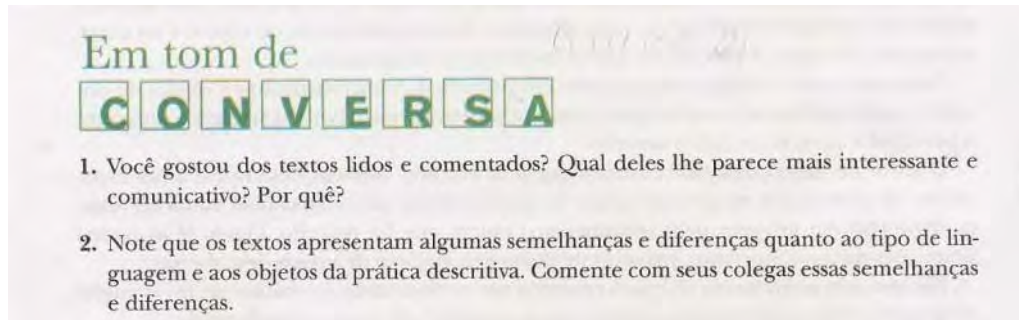 Em tom de
CONVERSA
1. Você gostou dos textos lidos e comentados? Qual deles lhe parece mais interessante e
comunicativo? Por quê?
2. Note que os textos apresentam algumas semelhanças e diferenças quanto ao tipo de lin-
guagem e aos objetos da prática descritiva. Comente com seus colegas essas semelhanças
e diferenças.